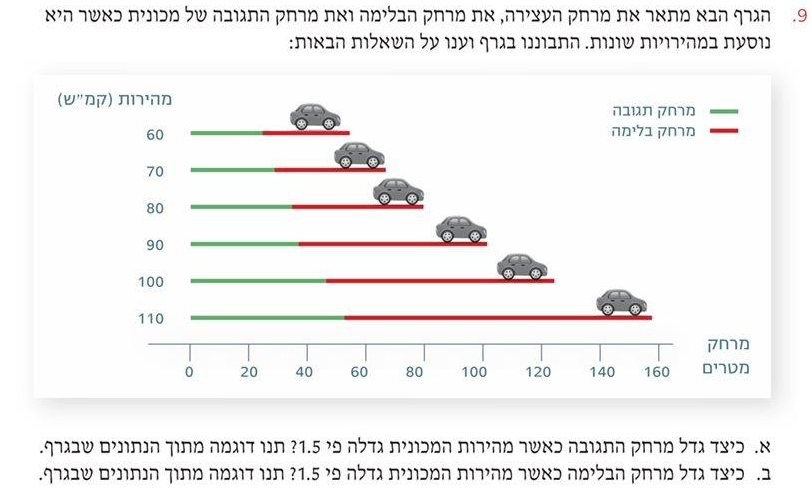 9. הגרף הבא מתאר את מרחק העצירה, את מרחק הבלימה ואת מרחק התגובה של מכונית כאשר היא
נוסעת במהירויות שונות. התבוננו בגרף וענו על השאלות הבאות:
מהירות (קמ"ש)
מרחק תגובה
מרחק בלימה
60
70
80
90
100
110
מרחק
מטרים
0 20 40 60 80 100 120 140 160
א. כיצד גדל מרחק התגובה כאשר מהירות המכונית גדלה פי 1.5? תנו דוגמה מתוך הנתונים שבגרף.
ב. כיצד גדל מרחק הבלימה כאשר מהירות המכונית גדלה פי 1.5? תנו דוגמה מתוך הנתונים שבגרף.